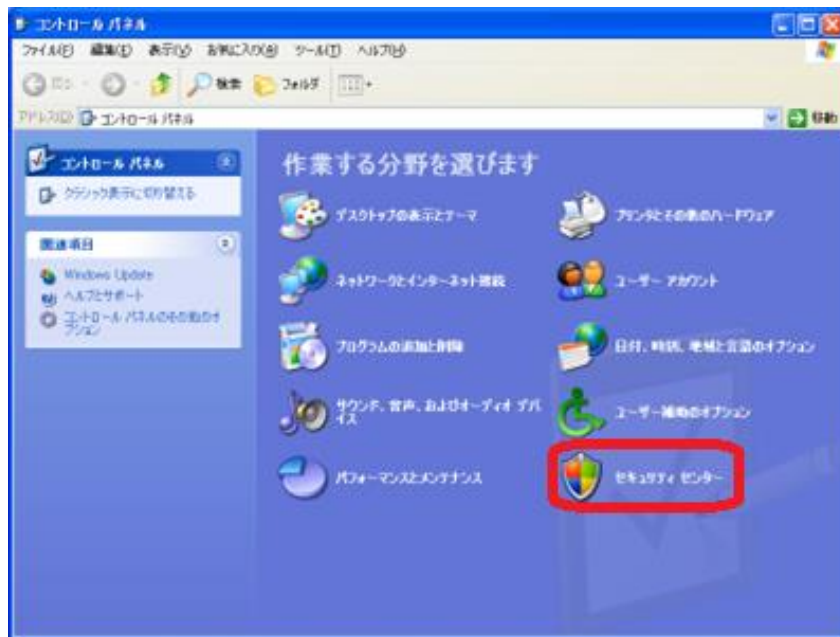 コントロール パネル
ファイル(F) 編集(E) 表示(V) お気に入り(A) ツール(T) ヘルプ(H)
戻る 検索 フォルダ
アドレス(D) コントロール パネル 移動
コントロール パネル
クラシック表示に切り替える
関連項目
Windows Update
ヘルプとサポート
コントロール パネルのその他のオ
プション
作業する分野を選びます
デスクトップの表示とテーマ
プリンタとその他のハードウェア
ネットワークとインターネット接続
ユーザー アカウント
プログラムの追加と削除
日付、時刻、地域と言語のオプション
サウンド、音声、およびオーディオ デバ
イス
ユーザー補助のオプション
パフォーマンスとメンテナンス
セキュリティ センター